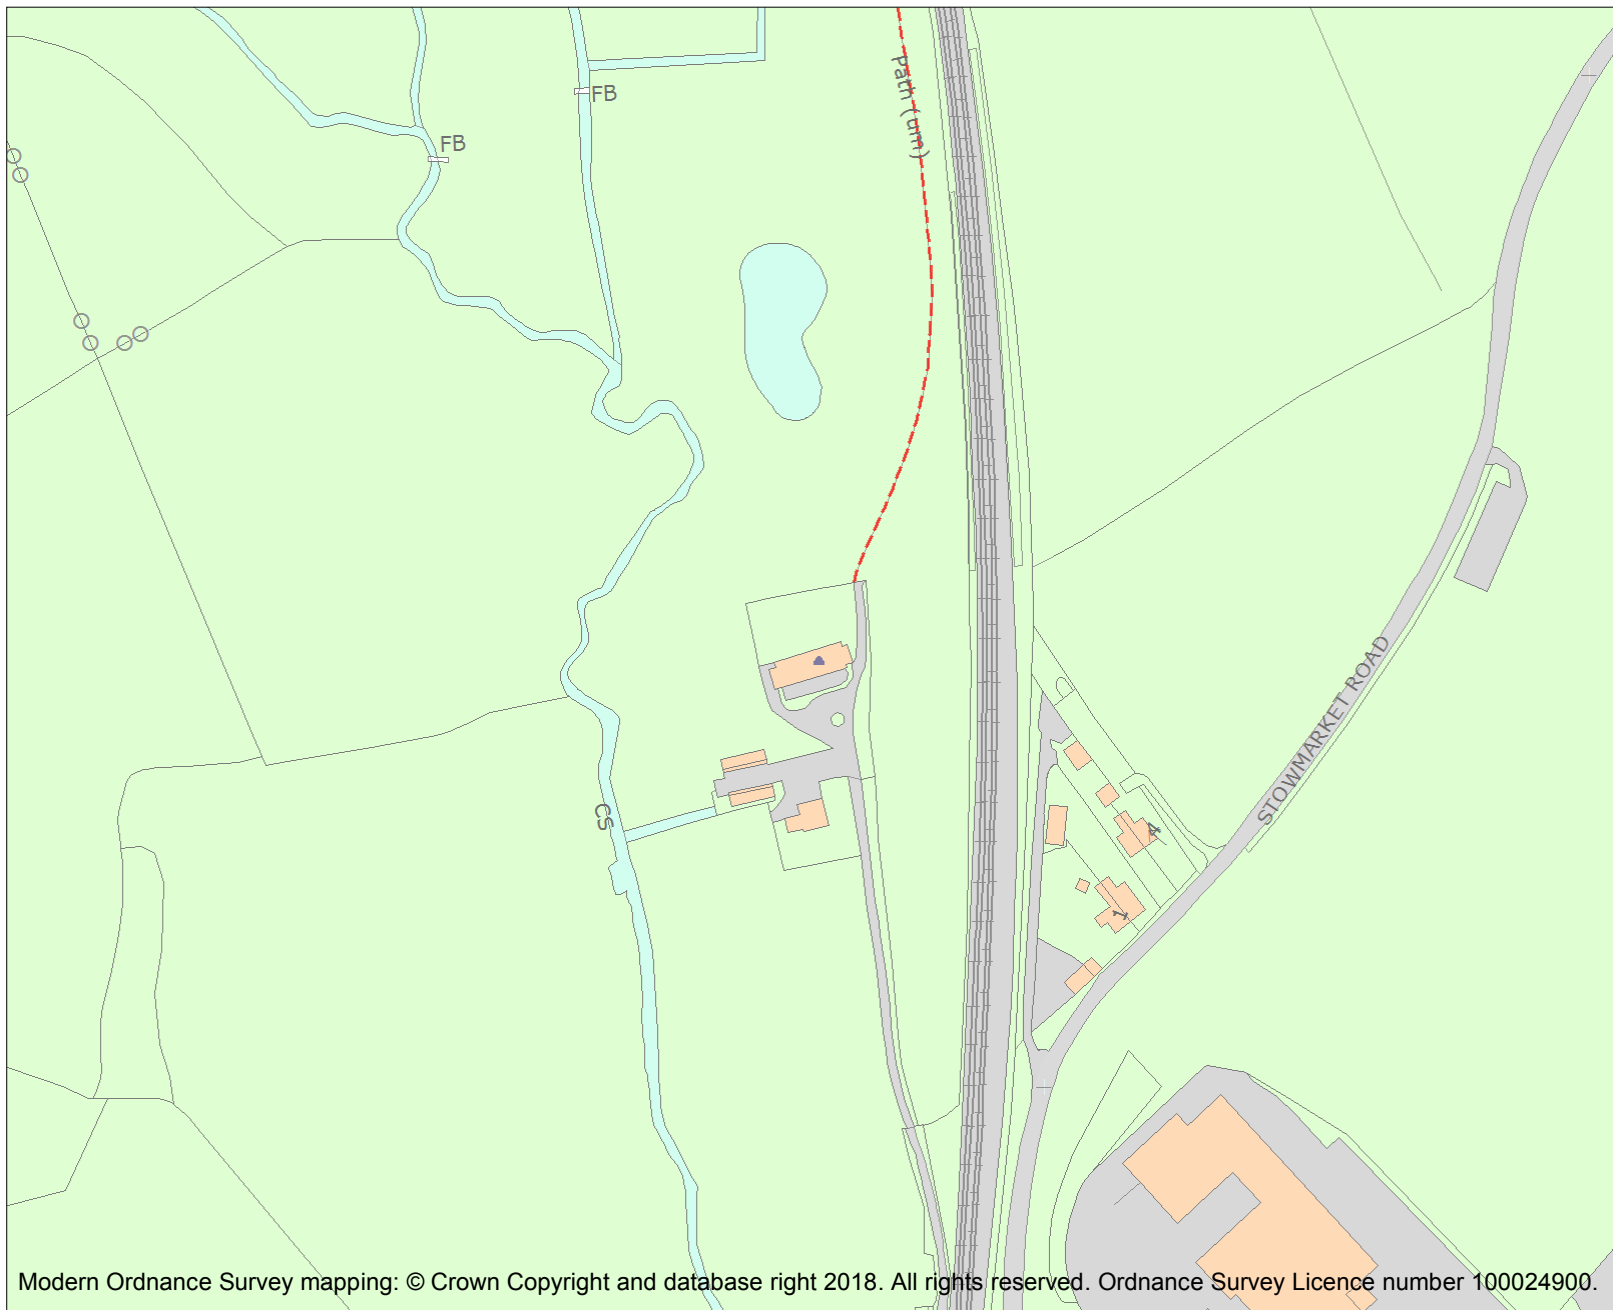 Path (um)
FB
FB
STOWMARKET ROAD
CS
4
1
Modern Ordnance Survey mapping: © Crown Copyright and database right 2018. All rights reserved. Ordnance Survey Licence number 100024900.